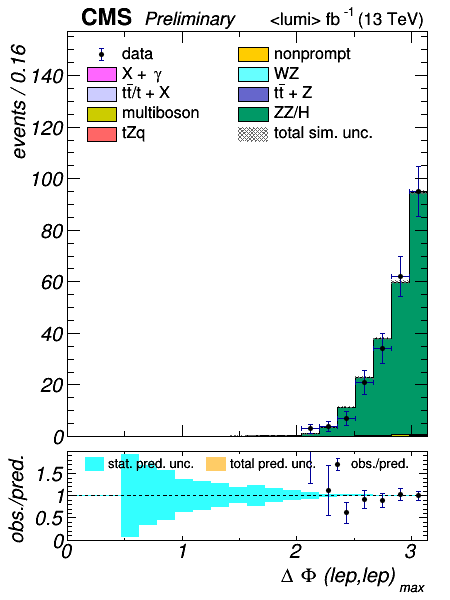 CMS Preliminary <lumi> fb⁻¹ (13 TeV)
events / 0.16
140
120
100
80
60
40
20
0
data
nonprompt
X + γ
WZ
tt̄/t + X
tt̄ + Z
multiboson
ZZ/H
tZq
total sim. unc.
obs./pred.
1.5
1
0.5
0
stat. pred. unc.
total pred. unc.
obs./pred.
0 1 2 3
Δ Φ (lep,lep) max